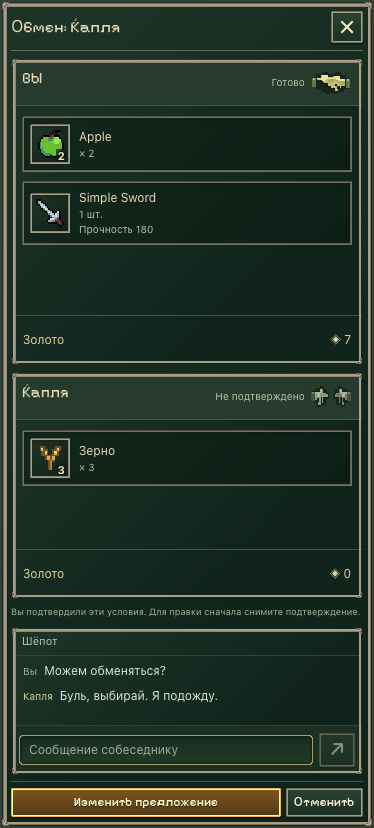 Обмен: Капля
ВЫ
Готово
2
Apple
× 2
Simple Sword
1 шт.
Прочность 180
Золото
7
Капля
Не подтверждено
3
Зерно
× 3
Золото
0
Вы подтвердили эти условия. Для правки сначала снимите подтверждение.
Шёпот
Вы Можем обменяться?
Капля Буль, выбирай. Я подожду.
Сообщение собеседнику
Изменить предложение
Отменить